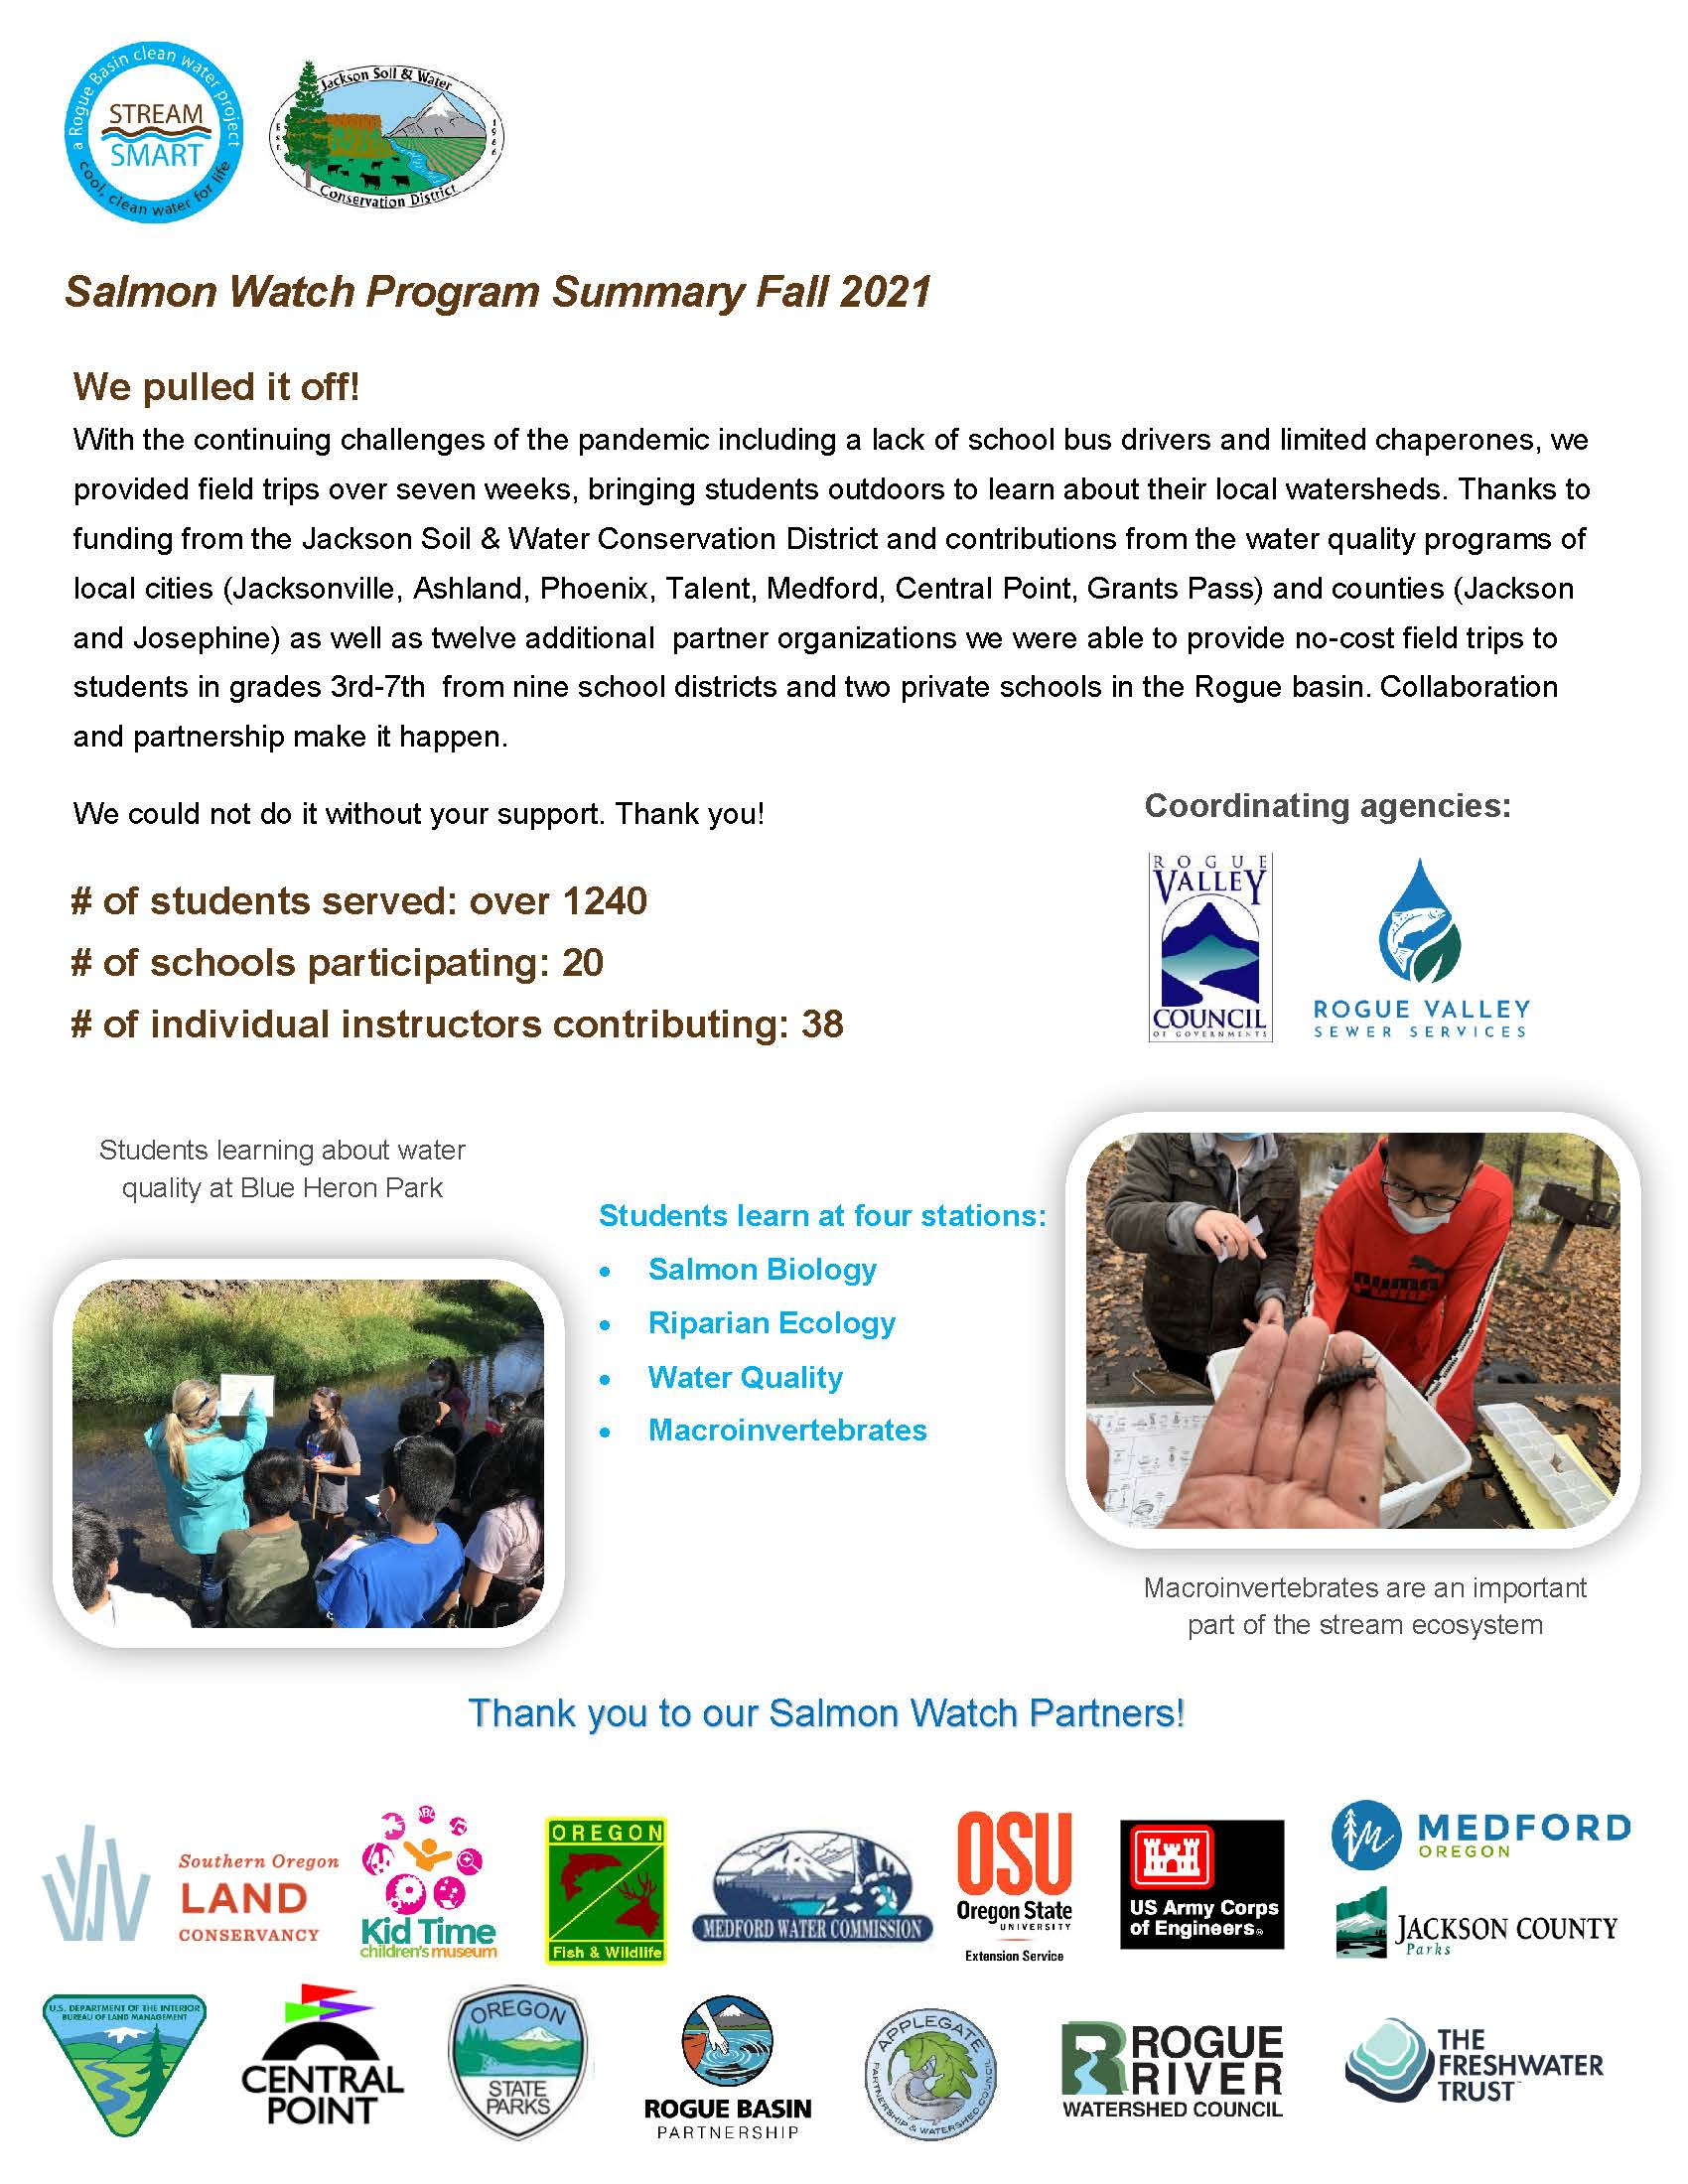 a Rogue Basin clean water project
STREAM
SMART
cool, clean water for life
Jackson Soil & Water
Est. 1966
Conservation District
Salmon Watch Program Summary Fall 2021
We pulled it off!
With the continuing challenges of the pandemic including a lack of school bus drivers and limited chaperones, we
provided field trips over seven weeks, bringing students outdoors to learn about their local watersheds. Thanks to
funding from the Jackson Soil & Water Conservation District and contributions from the water quality programs of
local cities (Jacksonville, Ashland, Phoenix, Talent, Medford, Central Point, Grants Pass) and counties (Jackson
and Josephine) as well as twelve additional  partner organizations we were able to provide no-cost field trips to
students in grades 3rd-7th  from nine school districts and two private schools in the Rogue basin. Collaboration
and partnership make it happen.
We could not do it without your support. Thank you!
# of students served: over 1240
# of schools participating: 20
# of individual instructors contributing: 38
Coordinating agencies:
ROGUE
VALLEY
COUNCIL
OF GOVERNMENTS
ROGUE VALLEY
SEWER SERVICES
Students learning about water
quality at Blue Heron Park
Students learn at four stations:
• Salmon Biology
• Riparian Ecology
• Water Quality
• Macroinvertebrates
PUMA
Macroinvertebrates are an important
part of the stream ecosystem
Thank you to our Salmon Watch Partners!
Southern Oregon
LAND
CONSERVANCY
ABC
Kid Time
children's museum
OREGON
Fish & Wildlife
MEDFORD WATER COMMISSION
OSU
Oregon State
UNIVERSITY
Extension Service
US Army Corps
of Engineers®
MEDFORD
OREGON
JACKSON COUNTY
Parks
U.S. DEPARTMENT OF THE INTERIOR
BUREAU OF LAND MANAGEMENT
CENTRAL
POINT
OREGON
STATE
PARKS
ROGUE BASIN
PARTNERSHIP
APPLEGATE
PARTNERSHIP & WATERSHED COUNCIL
ROGUE
RIVER
WATERSHED COUNCIL
THE
FRESHWATER
TRUST™